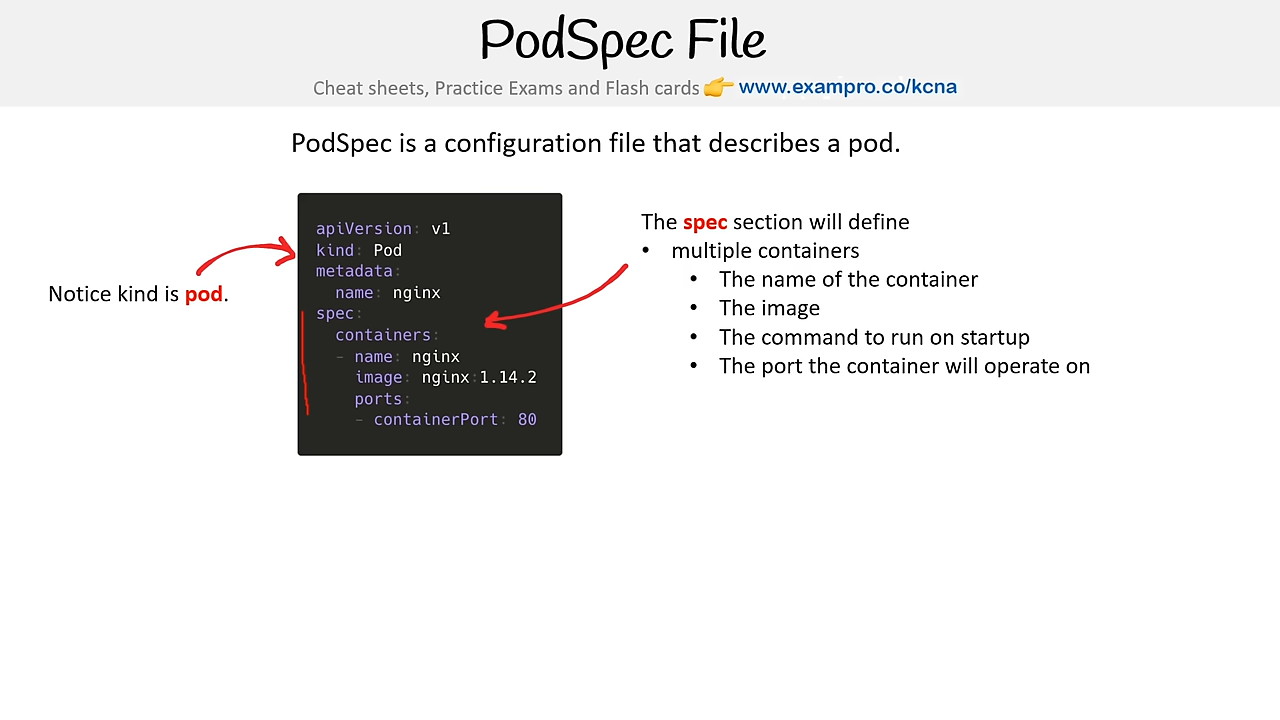 PodSpec File
Cheat sheets, Practice Exams and Flash cards 👉 www.exampro.co/kcna
PodSpec is a configuration file that describes a pod.
Notice kind is pod.
apiVersion: v1
kind: Pod
metadata:
  name: nginx
spec:
  containers:
  - name: nginx
    image: nginx:1.14.2
    ports:
    - containerPort: 80
The spec section will define
• multiple containers
• The name of the container
• The image
• The command to run on startup
• The port the container will operate on